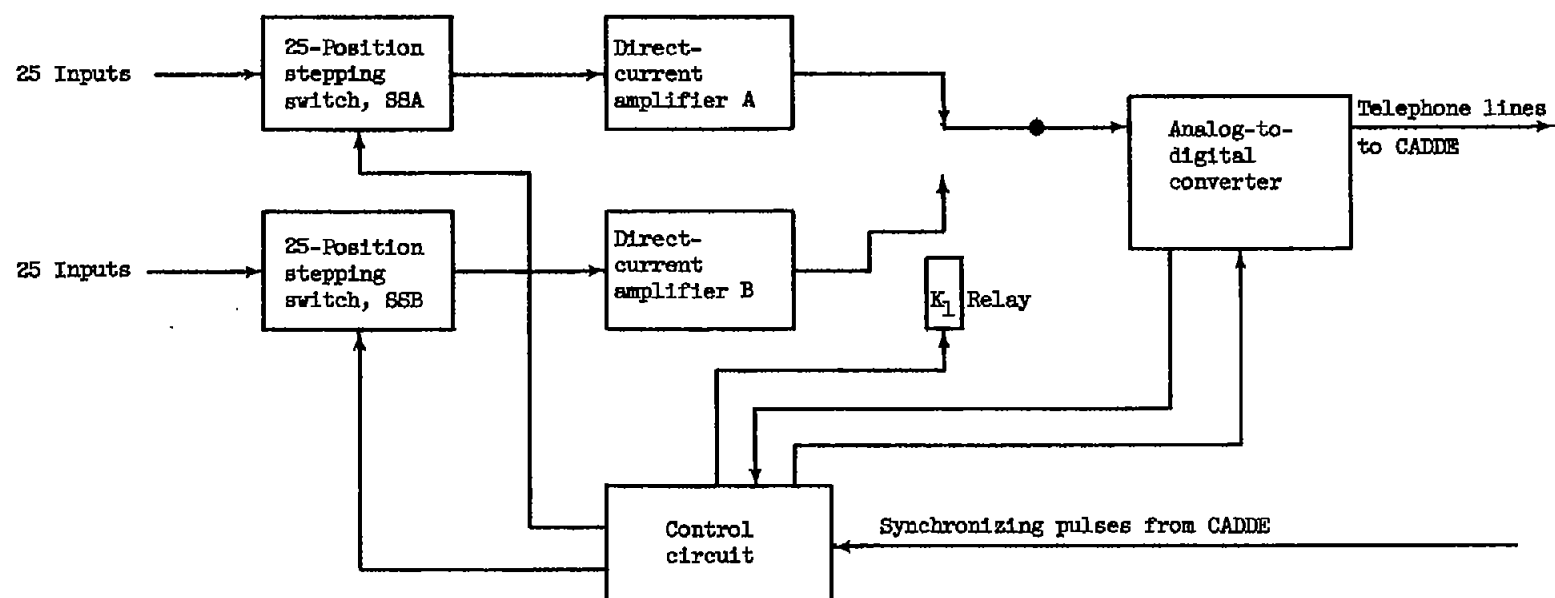 25 Inputs
25-Position
stepping
switch, SSA
Direct-
current
amplifier A
Analog-to-
digital
converter
Telephone lines
to CADDE
25 Inputs
25-Position
stepping
switch, SSB
Direct-
current
amplifier B
K1 Relay
Control
circuit
Synchronizing pulses from CADDE